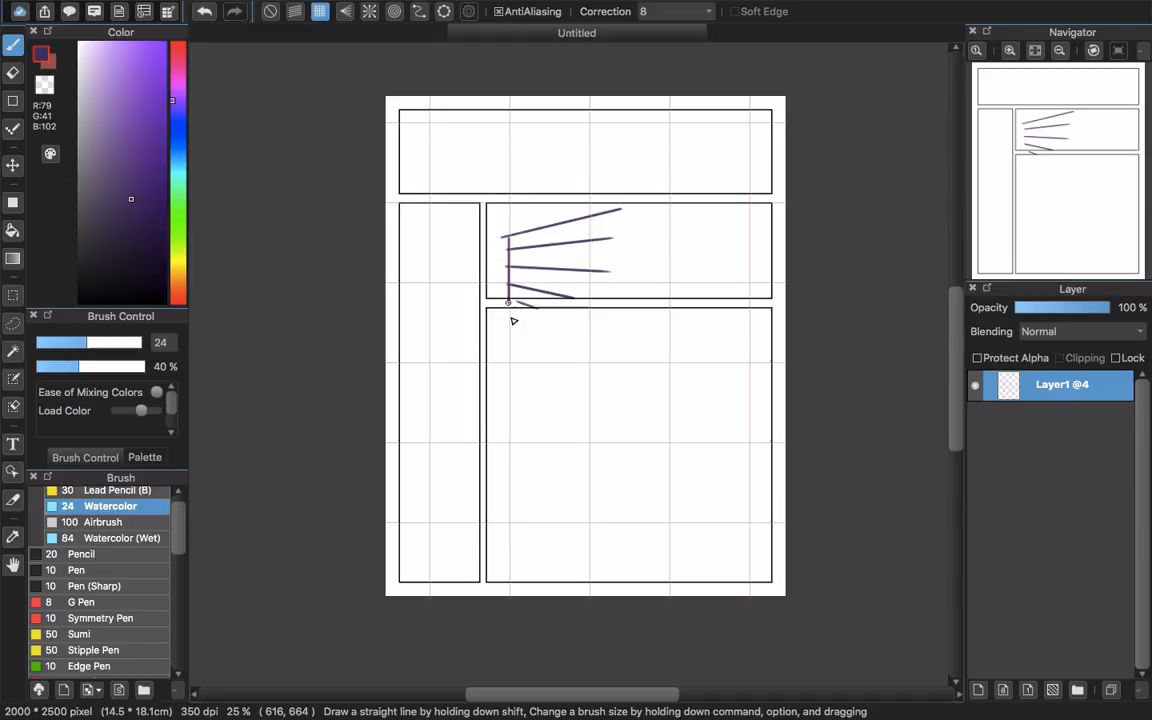 AntiAliasing Correction 8 Soft Edge
Untitled
Color
R:79
G:41
B:102
Brush Control
24
40 %
Ease of Mixing Colors
Load Color
Brush Control Palette
Brush
30 Lead Pencil (B)
24 Watercolor
100 Airbrush
84 Watercolor (Wet)
20 Pencil
10 Pen
10 Pen (Sharp)
8 G Pen
10 Symmetry Pen
50 Sumi
50 Stipple Pen
10 Edge Pen
Navigator
Layer
Opacity 100 %
Blending Normal
Protect Alpha Clipping Lock
Layer1 @4
2000 * 2500 pixel (14.5 * 18.1cm) 350 dpi 25 % ( 616, 664 ) Draw a straight line by holding down shift, Change a brush size by holding down command, option, and dragging